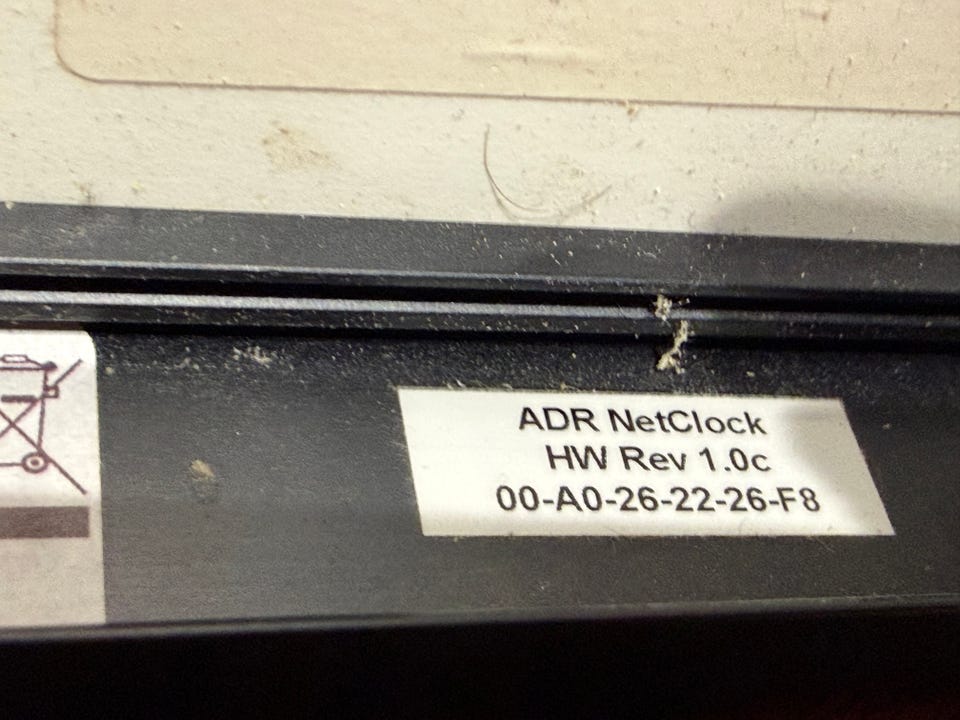 ADR NetClock
HW Rev 1.0c
00-A0-26-22-26-F8